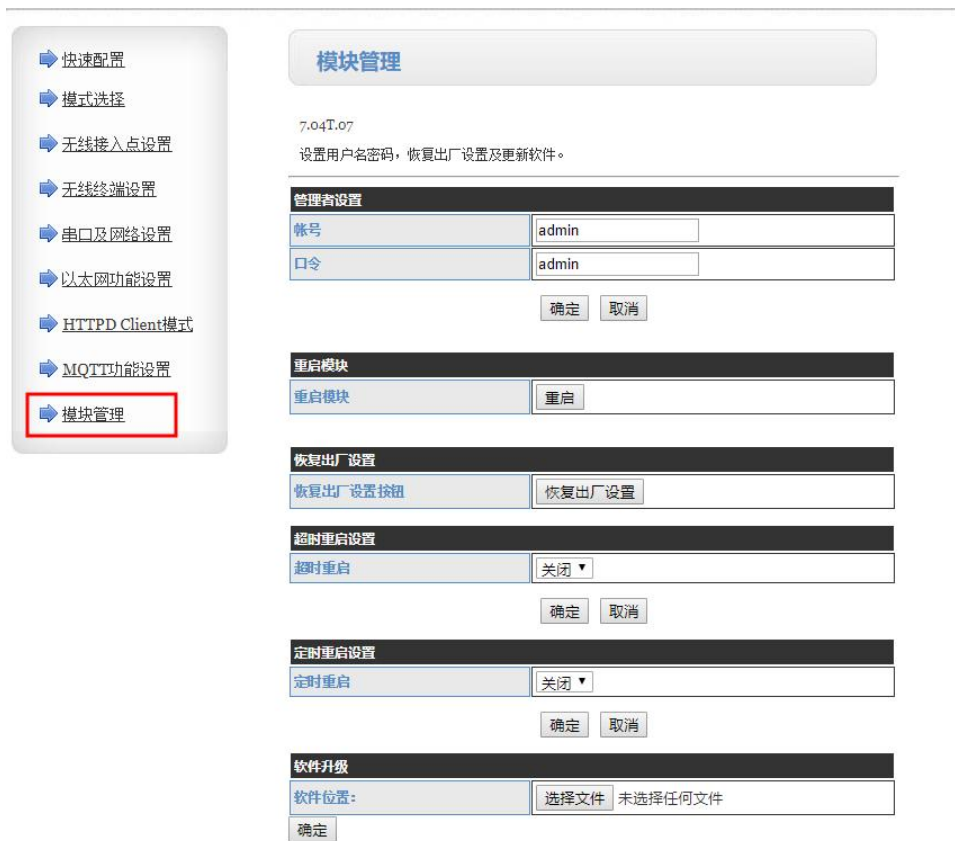 快速配置
模式选择
无线接入点设置
无线终端设置
串口及网络设置
以太网功能设置
HTTPD Client模式
MQTT功能设置
模块管理
模块管理
7.04T.07
设置用户名密码，恢复出厂设置及更新软件。
管理者设置
帐号 admin
口令 admin
确定 取消
重启模块
重启模块 重启
恢复出厂设置
恢复出厂设置按钮 恢复出厂设置
超时重启设置
超时重启 关闭
确定 取消
定时重启设置
定时重启 关闭
确定 取消
软件升级
软件位置： 选择文件 未选择任何文件
确定